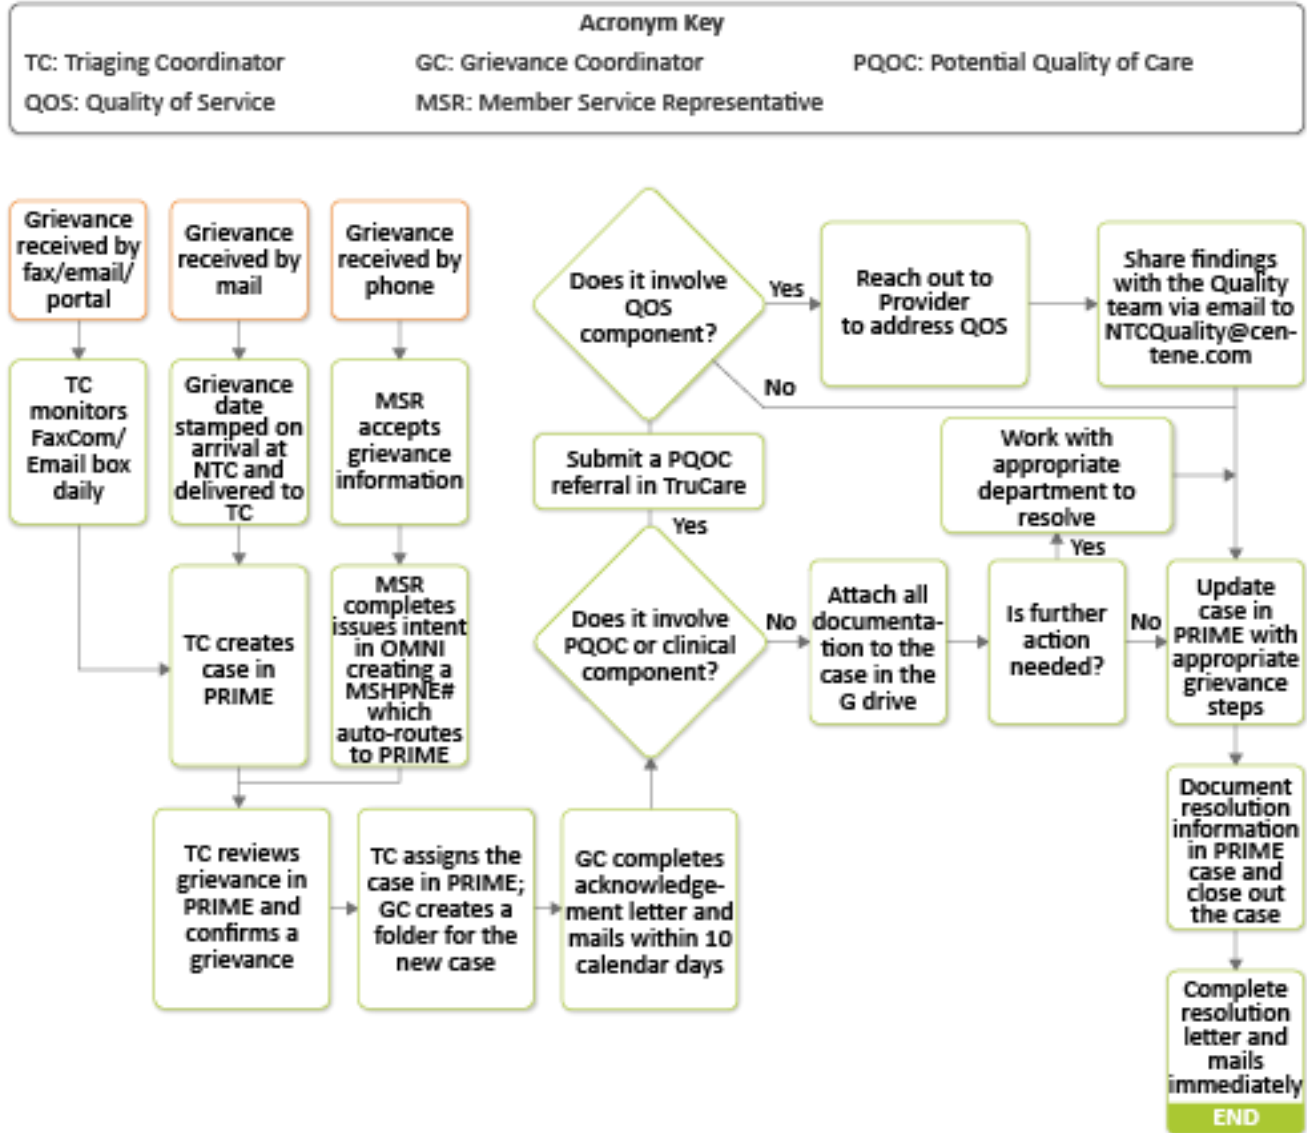 Acronym Key
TC: Triaging Coordinator
GC: Grievance Coordinator
PQOC: Potential Quality of Care
QOS: Quality of Service
MSR: Member Service Representative
Grievance
received by
fax/email/
portal
Grievance
received by
mail
Grievance
received by
phone
TC
monitors
FaxCom/
Email box
daily
Grievance
date
stamped on
arrival at
NTC and
delivered to
TC
MSR
accepts
grievance
information
TC creates
case in
PRIME
MSR
completes
issues intent
in OMNI
creating a
MSHPNE#
which
auto-routes
to PRIME
TC reviews
grievance in
PRIME and
confirms a
grievance
TC assigns the
case in PRIME;
GC creates a
folder for the
new case
GC completes
acknowledge-
ment letter and
mails within 10
calendar days
Does it involve
PQOC or clinical
component?
Yes
Submit a PQOC
referral in TruCare
Does it involve
QOS
component?
Yes
Reach out to
Provider
to address QOS
Share findings
with the Quality
team via email to
NTCQuality@cen-
tene.com
No
No
Attach all
documenta-
tion to the
case in the
G drive
Is further
action
needed?
Yes
Work with
appropriate
department to
resolve
No
Update
case in
PRIME with
appropriate
grievance
steps
Document
resolution
information
in PRIME
case and
close out
the case
Complete
resolution
letter and
mails
immediately
END